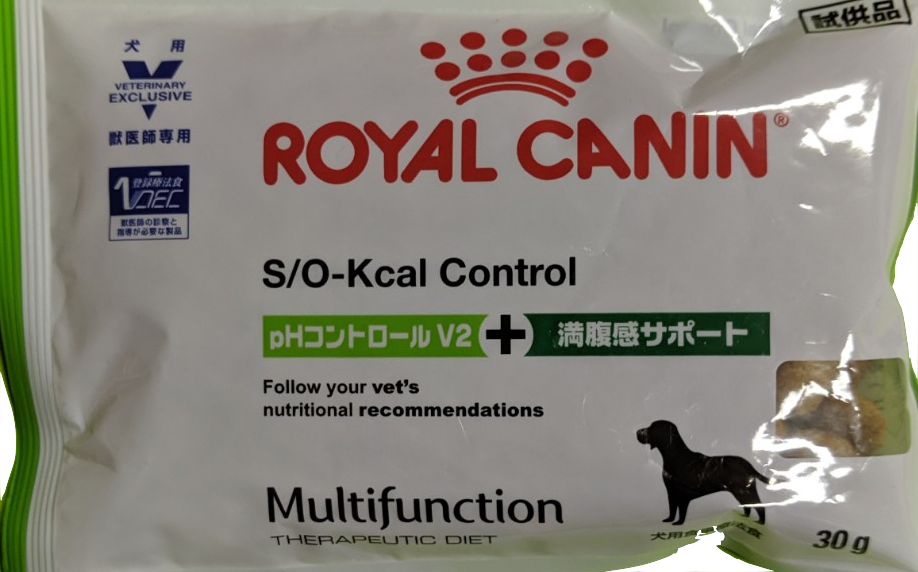 試供品
犬 用
VETERINARY
EXCLUSIVE
獣医師専用
登録療法食
1 VDEC
獣医師の診察と
指導が必要な製品
ROYAL CANIN®
S/O-Kcal Control
pHコントロール V2 + 満腹感サポート
Follow your vet's
nutritional recommendations
Multifunction
THERAPEUTIC DIET
犬用
30g